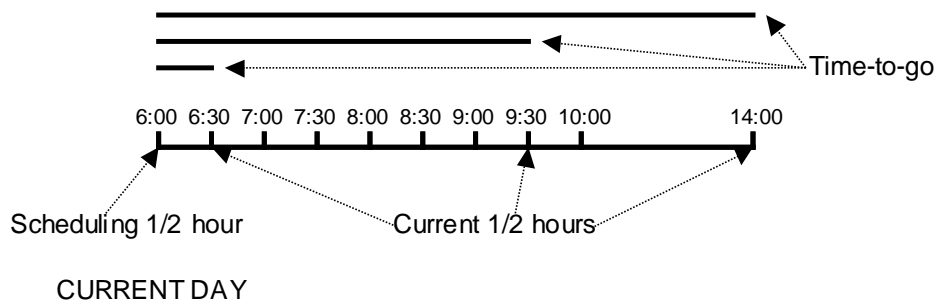 Time-to-go
6:00 6:30 7:00 7:30 8:00 8:30 9:00 9:30 10:00 14:00
Scheduling 1/2 hour Current 1/2 hours
CURRENT DAY